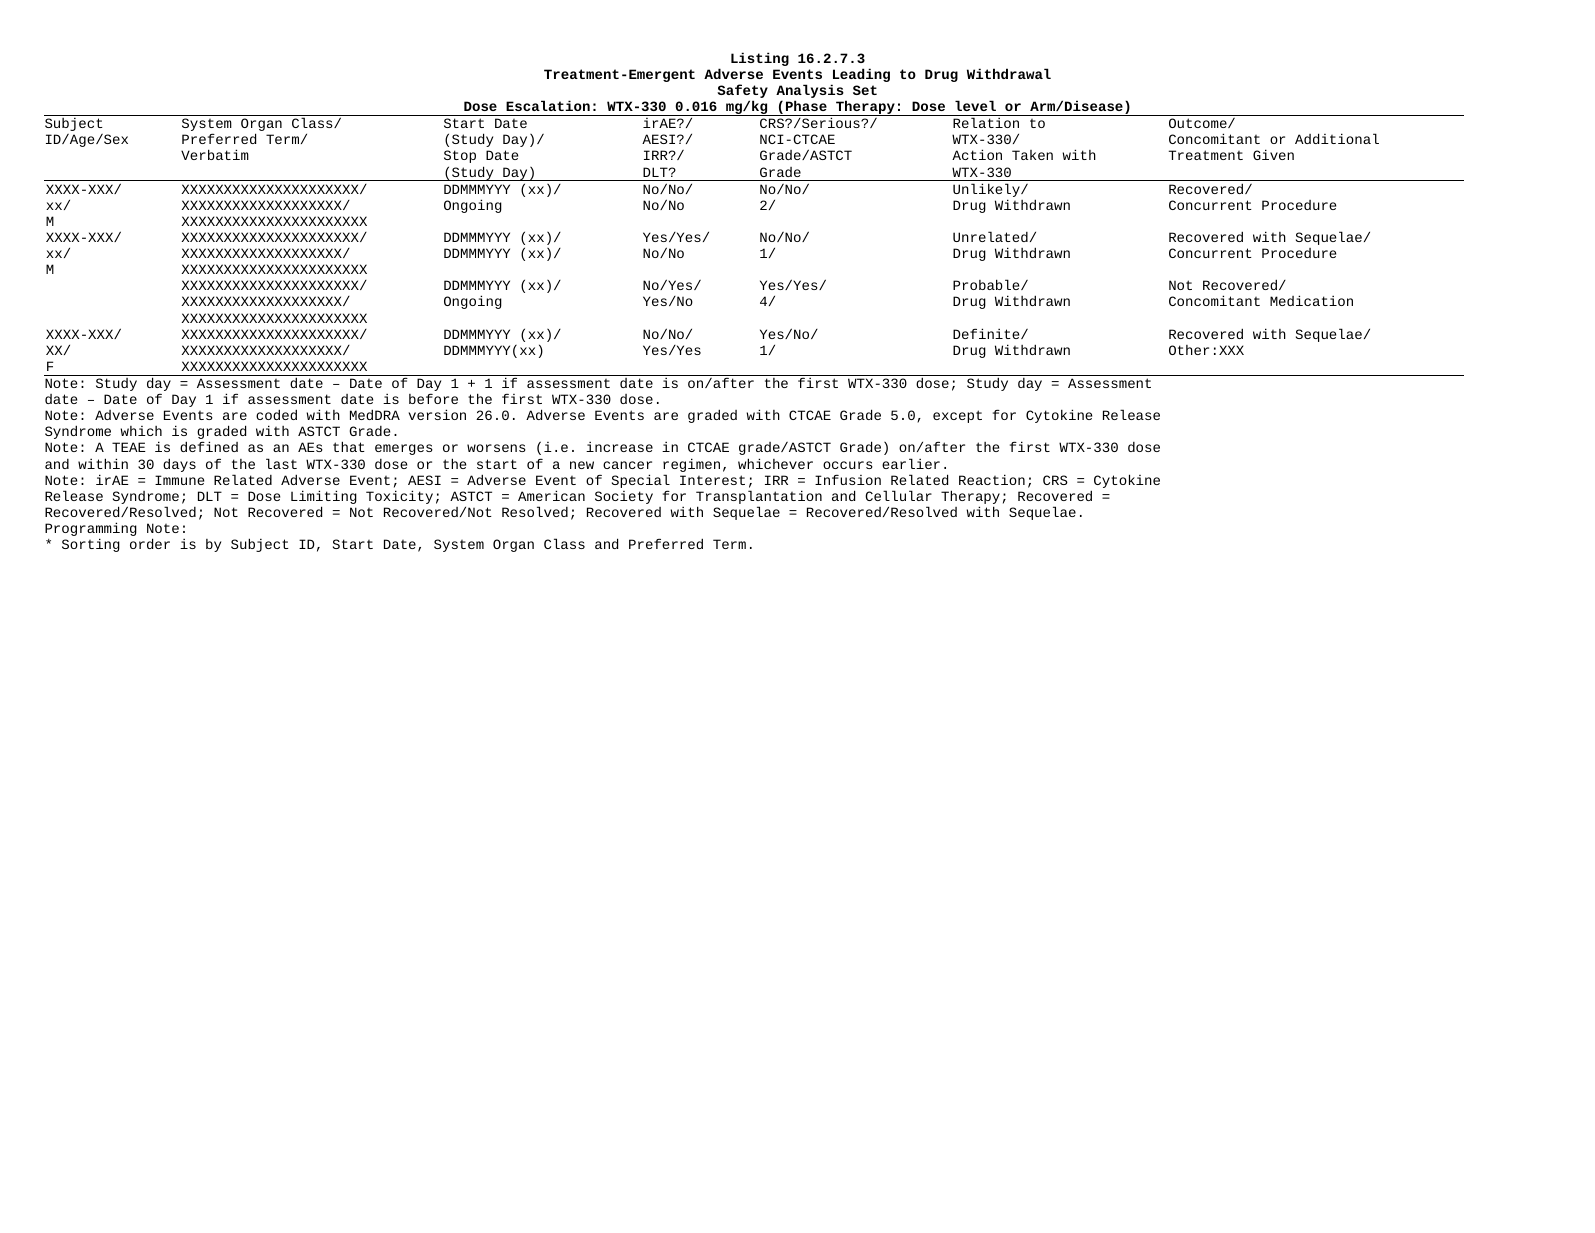 Listing 16.2.7.3
Treatment-Emergent Adverse Events Leading to Drug Withdrawal
Safety Analysis Set
Dose Escalation: WTX-330 0.016 mg/kg (Phase Therapy: Dose level or Arm/Disease)
Subject System Organ Class/ Start Date irAE?/ CRS?/Serious?/ Relation to Outcome/
ID/Age/Sex Preferred Term/ (Study Day)/ AESI?/ NCI-CTCAE WTX-330/ Concomitant or Additional
Verbatim Stop Date IRR?/ Grade/ASTCT Action Taken with Treatment Given
(Study Day) DLT? Grade WTX-330
XXXX-XXX/ XXXXXXXXXXXXXXXXXXXXX/ DDMMMYYY (xx)/ No/No/ No/No/ Unlikely/ Recovered/
xx/ XXXXXXXXXXXXXXXXXXX/ Ongoing No/No 2/ Drug Withdrawn Concurrent Procedure
M XXXXXXXXXXXXXXXXXXXXXX
XXXX-XXX/ XXXXXXXXXXXXXXXXXXXXX/ DDMMMYYY (xx)/ Yes/Yes/ No/No/ Unrelated/ Recovered with Sequelae/
xx/ XXXXXXXXXXXXXXXXXXX/ DDMMMYYY (xx)/ No/No 1/ Drug Withdrawn Concurrent Procedure
M XXXXXXXXXXXXXXXXXXXXXX
XXXXXXXXXXXXXXXXXXXXX/ DDMMMYYY (xx)/ No/Yes/ Yes/Yes/ Probable/ Not Recovered/
XXXXXXXXXXXXXXXXXXX/ Ongoing Yes/No 4/ Drug Withdrawn Concomitant Medication
XXXXXXXXXXXXXXXXXXXXXX
XXXX-XXX/ XXXXXXXXXXXXXXXXXXXXX/ DDMMMYYY (xx)/ No/No/ Yes/No/ Definite/ Recovered with Sequelae/
XX/ XXXXXXXXXXXXXXXXXXX/ DDMMMYYY(xx) Yes/Yes 1/ Drug Withdrawn Other:XXX
F XXXXXXXXXXXXXXXXXXXXXX
Note: Study day = Assessment date – Date of Day 1 + 1 if assessment date is on/after the first WTX-330 dose; Study day = Assessment
date – Date of Day 1 if assessment date is before the first WTX-330 dose.
Note: Adverse Events are coded with MedDRA version 26.0. Adverse Events are graded with CTCAE Grade 5.0, except for Cytokine Release
Syndrome which is graded with ASTCT Grade.
Note: A TEAE is defined as an AEs that emerges or worsens (i.e. increase in CTCAE grade/ASTCT Grade) on/after the first WTX-330 dose
and within 30 days of the last WTX-330 dose or the start of a new cancer regimen, whichever occurs earlier.
Note: irAE = Immune Related Adverse Event; AESI = Adverse Event of Special Interest; IRR = Infusion Related Reaction; CRS = Cytokine
Release Syndrome; DLT = Dose Limiting Toxicity; ASTCT = American Society for Transplantation and Cellular Therapy; Recovered =
Recovered/Resolved; Not Recovered = Not Recovered/Not Resolved; Recovered with Sequelae = Recovered/Resolved with Sequelae.
Programming Note:
* Sorting order is by Subject ID, Start Date, System Organ Class and Preferred Term.